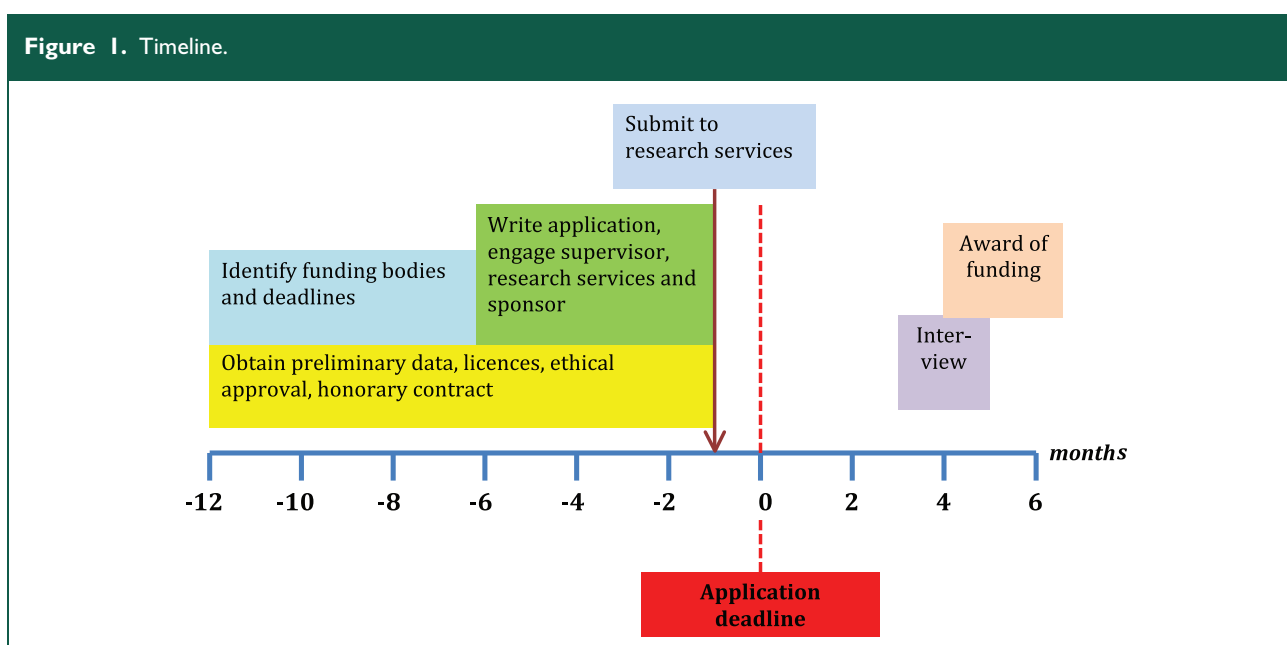 Figure 1. Timeline.
Submit to
research services
Write application,
engage supervisor,
research services and
sponsor
Identify funding bodies
and deadlines
Award of
funding
Inter-
view
Obtain preliminary data, licences, ethical
approval, honorary contract
months
-12 -10 -8 -6 -4 -2 0 2 4 6
Application
deadline